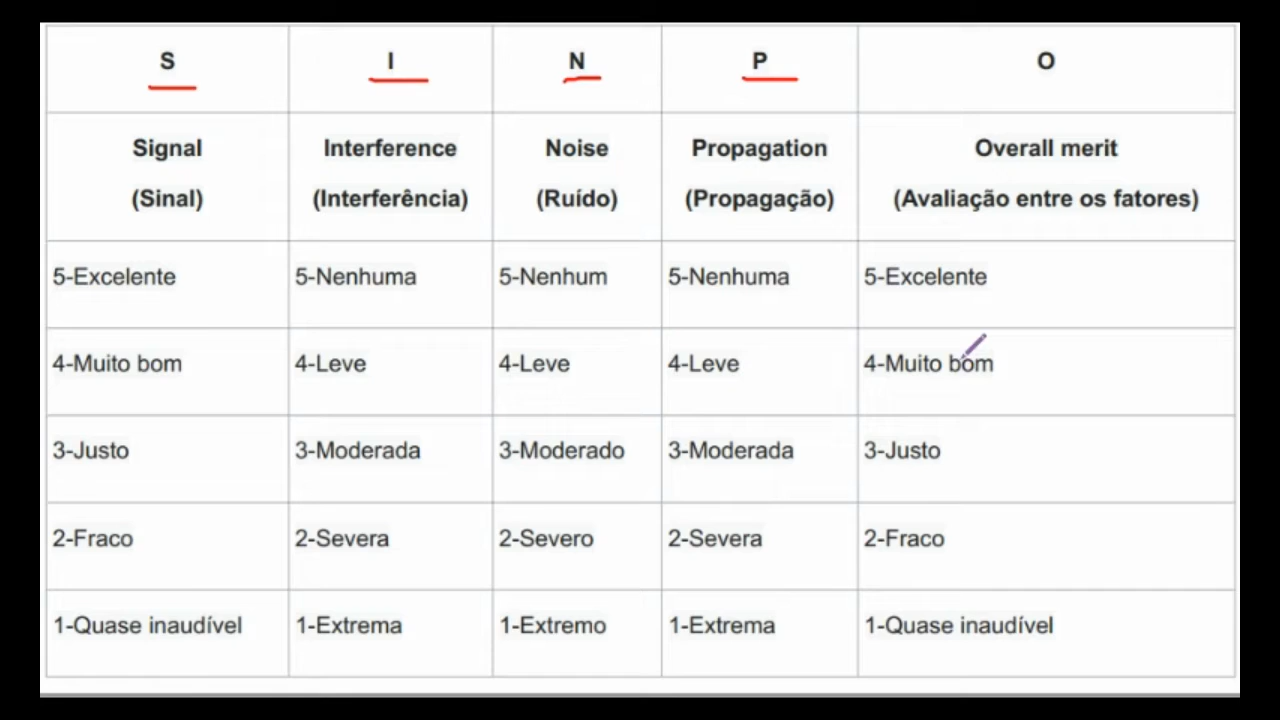 S I N P O
Signal Interference Noise Propagation Overall merit
(Sinal) (Interferência) (Ruído) (Propagação) (Avaliação entre os fatores)
5-Excelente 5-Nenhuma 5-Nenhum 5-Nenhuma 5-Excelente
4-Muito bom 4-Leve 4-Leve 4-Leve 4-Muito bom
3-Justo 3-Moderada 3-Moderado 3-Moderada 3-Justo
2-Fraco 2-Severa 2-Severo 2-Severa 2-Fraco
1-Quase inaudível 1-Extrema 1-Extremo 1-Extrema 1-Quase inaudível